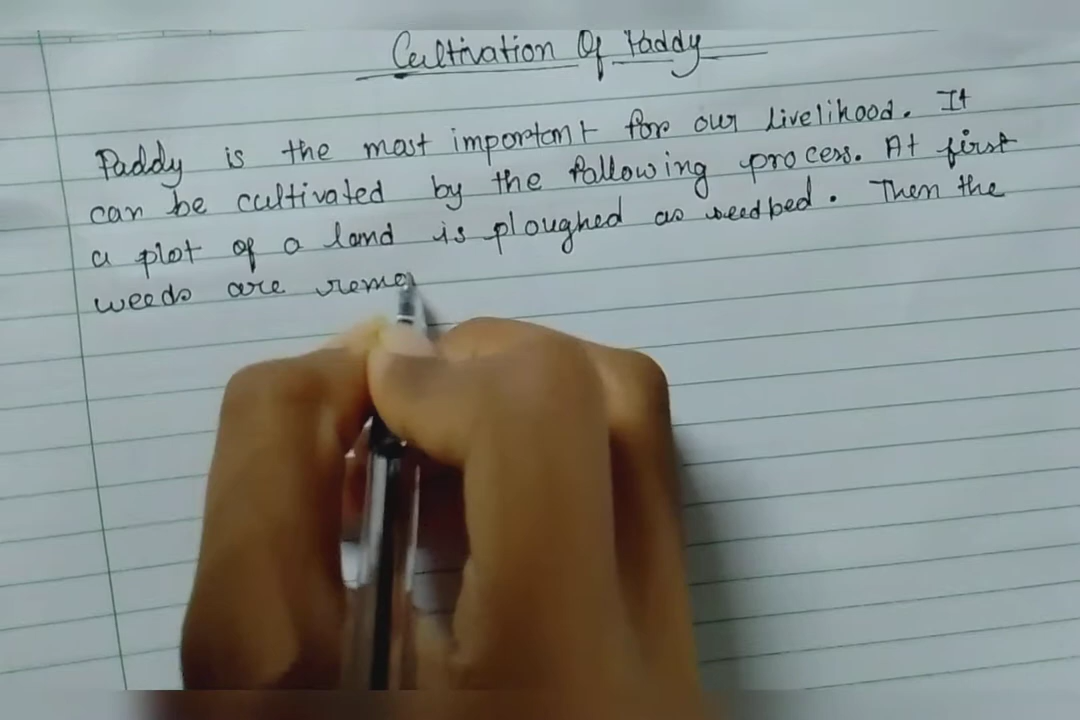 Cultivation Of Paddy
Paddy is the most important for our livelihood. It
can be cultivated by the following process. At first
a plot of a land is ploughed as seedbed. Then the
weeds are remo